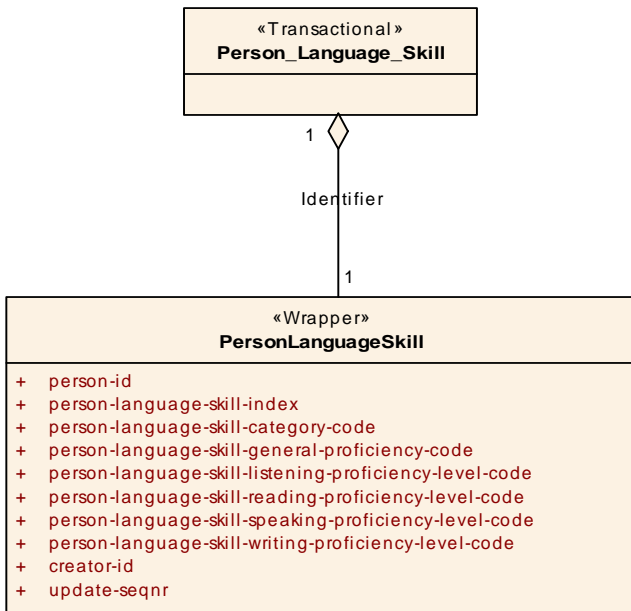 «Transactional»
Person_Language_Skill
1
Identifier
1
«Wrapper»
PersonLanguageSkill
+ person-id
+ person-language-skill-index
+ person-language-skill-category-code
+ person-language-skill-general-proficiency-code
+ person-language-skill-listening-proficiency-level-code
+ person-language-skill-reading-proficiency-level-code
+ person-language-skill-speaking-proficiency-level-code
+ person-language-skill-writing-proficiency-level-code
+ creator-id
+ update-seqnr